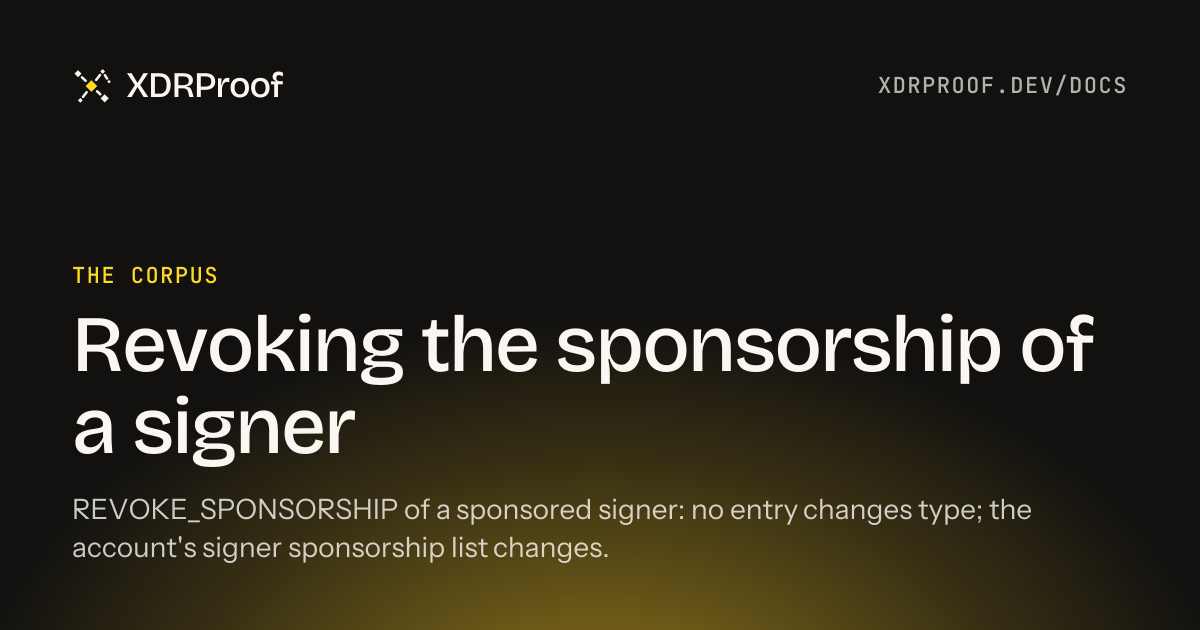 XDRProof
XDRPROOF.DEV/DOCS
THE CORPUS
Revoking the sponsorship of
a signer
REVOKE_SPONSORSHIP of a sponsored signer: no entry changes type; the
account's signer sponsorship list changes.